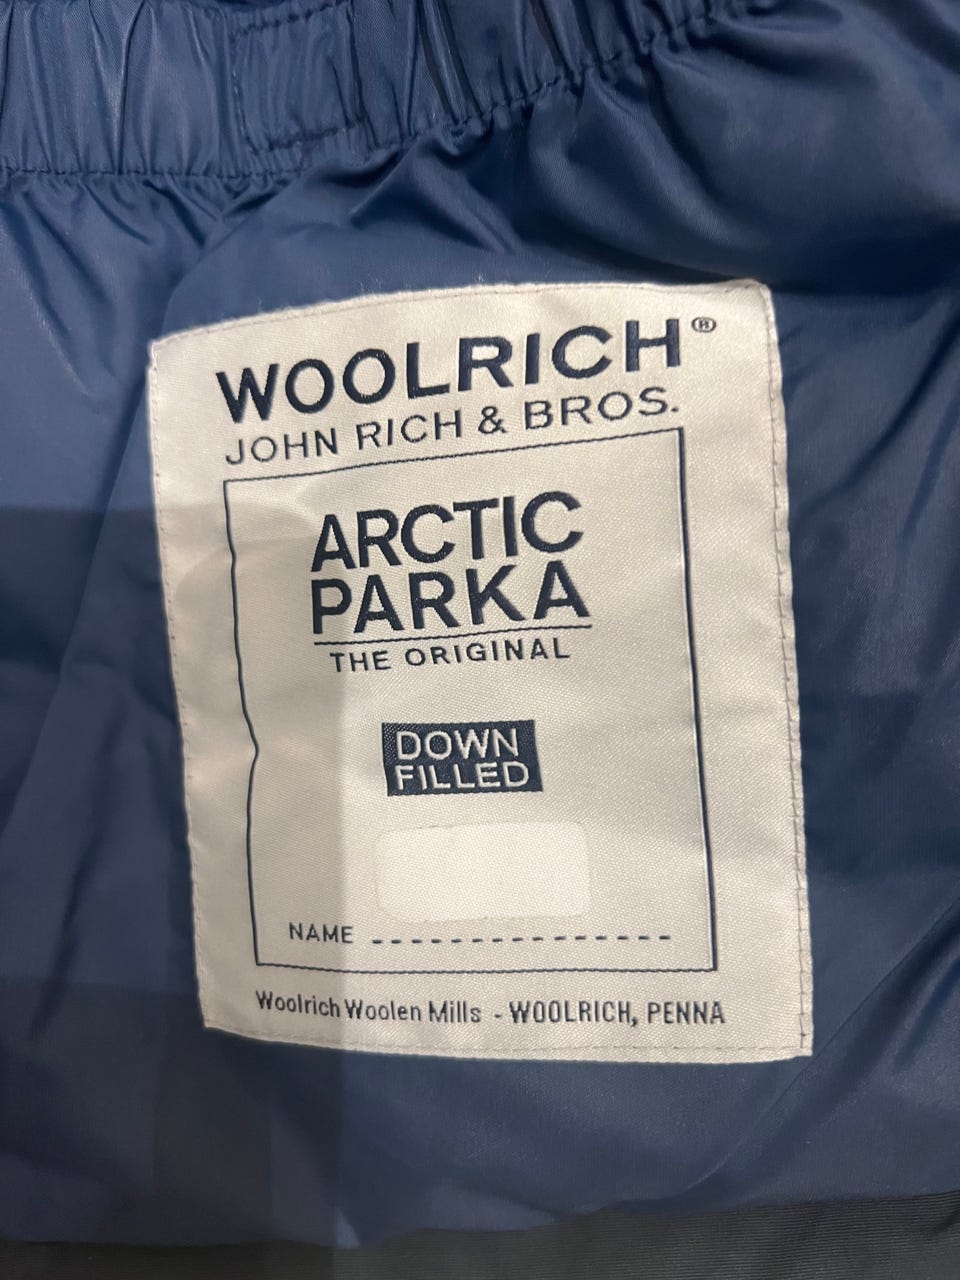 WOOLRICH®
JOHN RICH & BROS.
ARCTIC
PARKA
THE ORIGINAL
DOWN
FILLED
NAME --------------
Woolrich Woolen Mills - WOOLRICH, PENNA